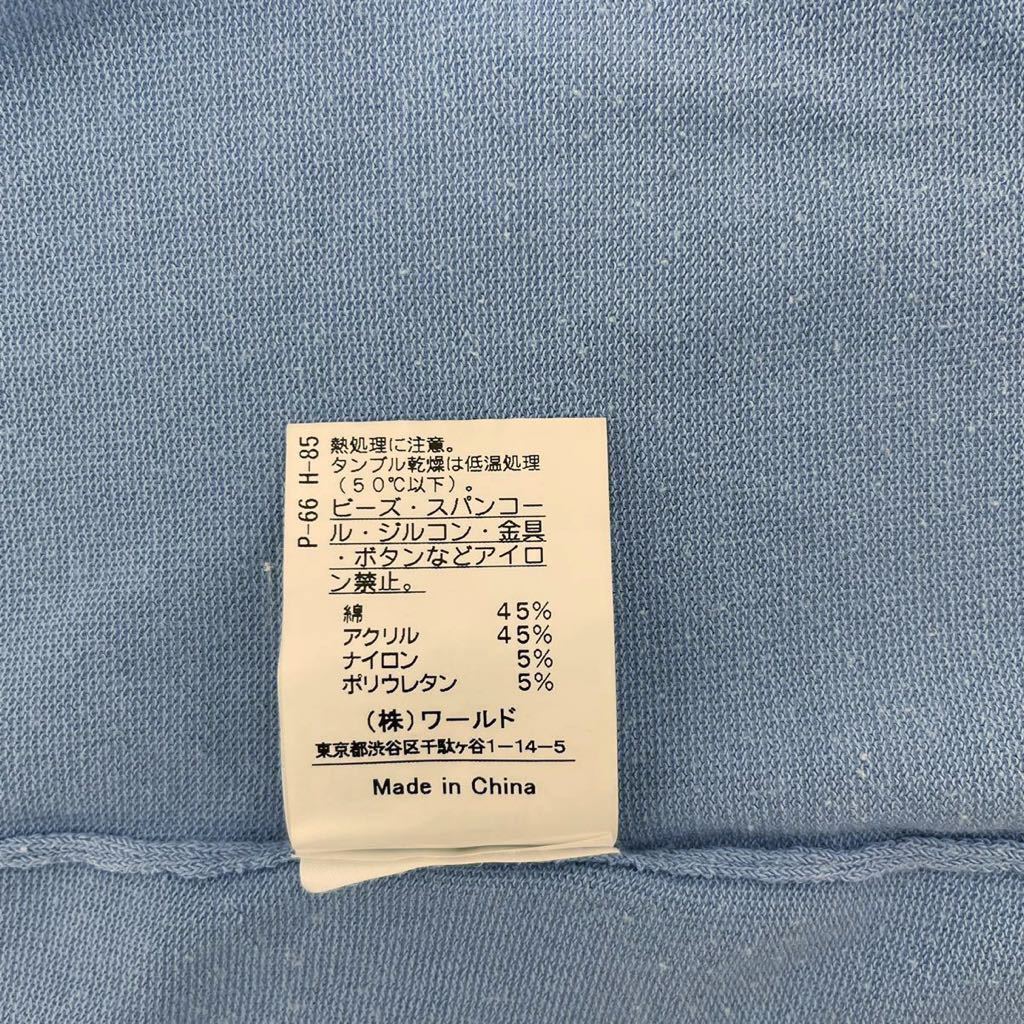 P-66 H-85
熱処理に注意。
タンブル乾燥は低温処理
(50℃以下)。
ビーズ・スパンコー
ル・ジルコン・金具
・ボタンなどアイロ
ン禁止。
綿 45%
アクリル 45%
ナイロン 5%
ポリウレタン 5%
(株)ワールド
東京都渋谷区千駄ヶ谷1-14-5
Made in China